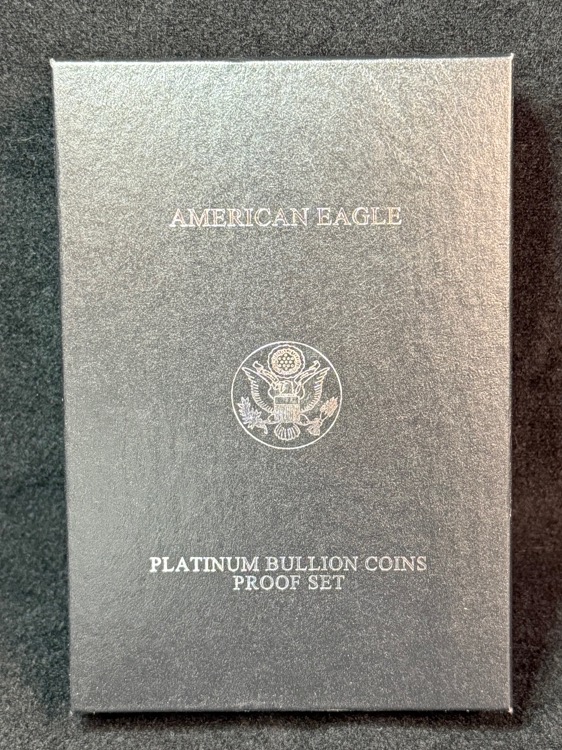 AMERICAN EAGLE
PLATINUM BULLION COINS
PROOF SET